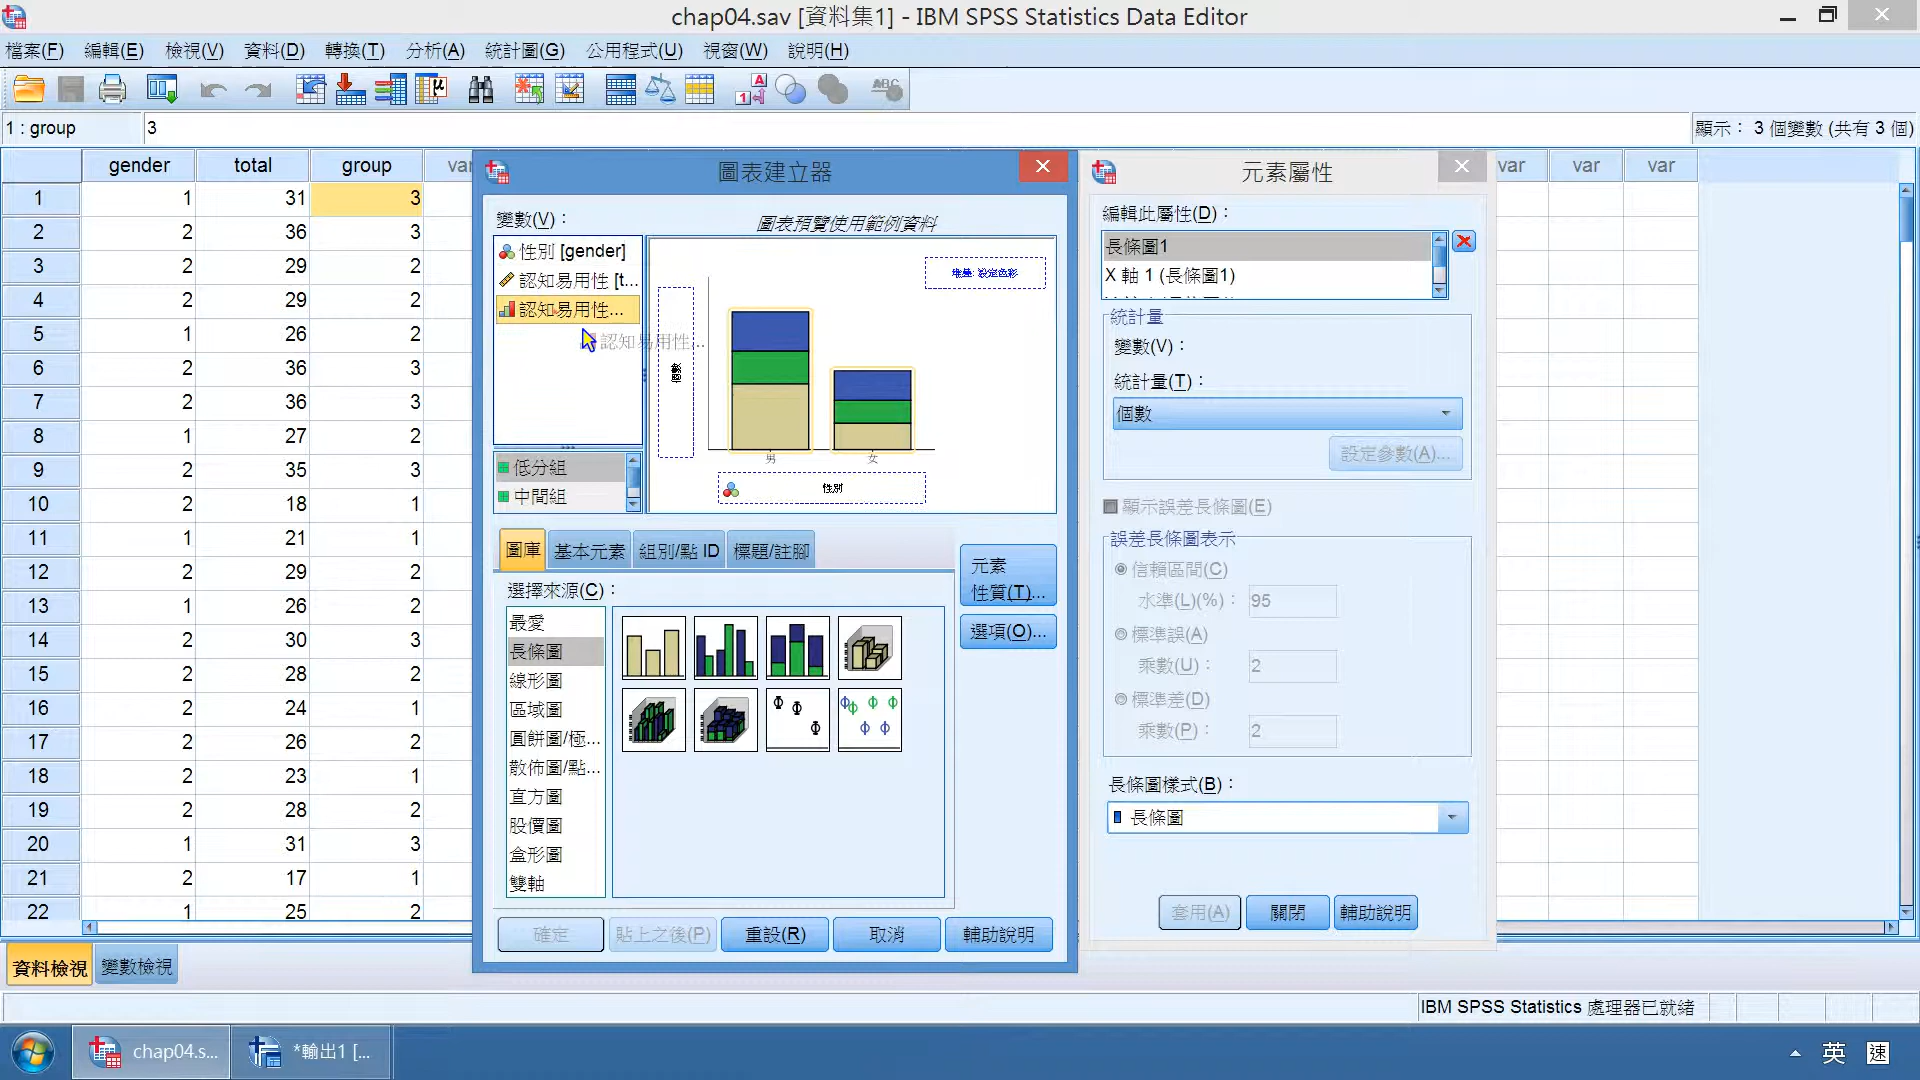 chap04.sav [資料集1] - IBM SPSS Statistics Data Editor
檔案(F) 編輯(E) 檢視(V) 資料(D) 轉換(T) 分析(A) 統計圖(G) 公用程式(U) 視窗(W) 說明(H)
1 : group 3 顯示： 3 個變數 (共有 3 個)
gender total group var var var
1 1 31 3
2 2 36 3
3 2 29 2
4 2 29 2
5 1 26 2
6 2 36 3
7 2 36 3
8 1 27 2
9 2 35 3
10 2 18 1
11 1 21 1
12 2 29 2
13 1 26 2
14 2 30 3
15 2 28 2
16 2 24 1
17 2 26 2
18 2 23 1
19 2 28 2
20 1 31 3
21 2 17 1
22 1 25 2
資料檢視 變數檢視
圖表建立器
變數(V)：
圖表預覽使用範例資料
性別 [gender]
認知易用性 [t...
認知易用性...
認知易用性...
低分組
中間組
堆疊: 設定色彩
個數
男 女
性別
圖庫 基本元素 組別/點 ID 標題/註腳
選擇來源(C)：
最愛
長條圖
線形圖
區域圖
圓餅圖/極...
散佈圖/點...
直方圖
股價圖
盒形圖
雙軸
元素
性質(T)...
選項(O)...
確定 貼上之後(P) 重設(R) 取消 輔助說明
元素屬性
編輯此屬性(D)：
長條圖1
X 軸 1 (長條圖1)
統計量
變數(V)：
統計量(T)：
個數
設定參數(A)...
顯示誤差長條圖(E)
誤差長條圖表示
信賴區間(C)
水準(L)(%)： 95
標準誤(A)
乘數(U)： 2
標準差(D)
乘數(P)： 2
長條圖樣式(B)：
長條圖
套用(A) 關閉 輔助說明
IBM SPSS Statistics 處理器已就緒
chap04.s... *輸出1 [... 英 速